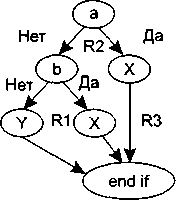 a
Нет R2 Да
b X
Нет Да
Y R1 X R3
end if